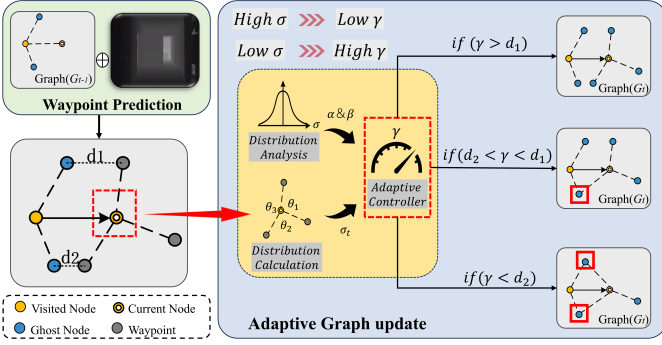 Graph(Gt-1)
Waypoint Prediction
d1
d2
Visited Node
Current Node
Ghost Node
Waypoint
High σ >>> Low γ
Low σ >>> High γ
σ
Distribution
Analysis
α&β
θ3 θ1
θ2
Distribution
Calculation
σt
γ
Adaptive
Controller
Adaptive Graph update
if (γ > d1)
Graph(Gt)
if(d2 < γ < d1)
Graph(Gt)
if(γ < d2)
Graph(Gt)